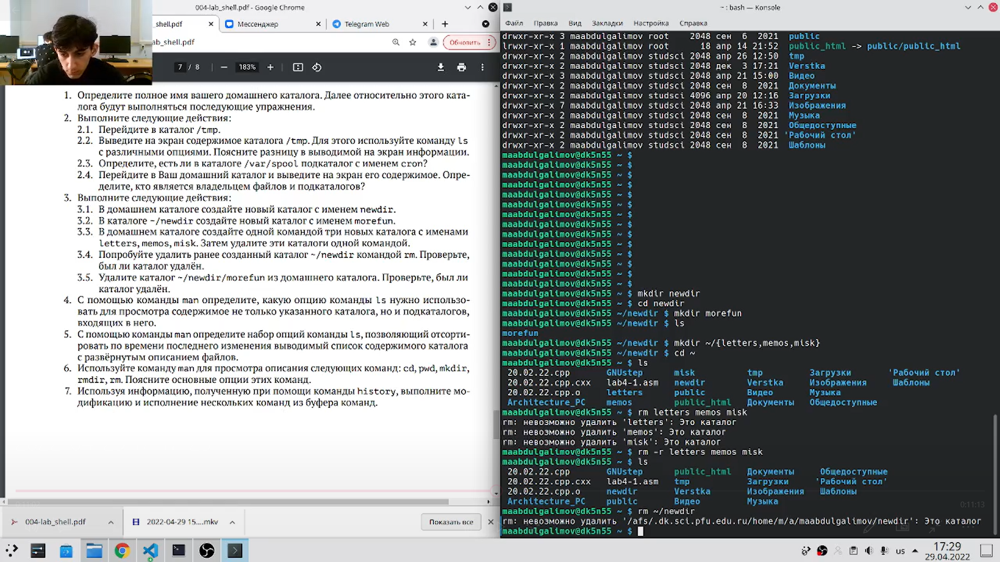 004-lab_shell.pdf - Google Chrome
_shell.pdf
Мессенджер
Telegram Web
ab_shell.pdf
Обновить
7 / 8
183%
1. Определите полное имя вашего домашнего каталога. Далее относительно этого ката-
лога будут выполняться последующие упражнения.
2. Выполните следующие действия:
2.1. Перейдите в каталог /tmp.
2.2. Выведите на экран содержимое каталога /tmp. Для этого используйте команду ls
с различными опциями. Поясните разницу в выводимой на экран информации.
2.3. Определите, есть ли в каталоге /var/spool подкаталог с именем cron?
2.4. Перейдите в Ваш домашний каталог и выведите на экран его содержимое. Опре-
делите, кто является владельцем файлов и подкаталогов?
3. Выполните следующие действия:
3.1. В домашнем каталоге создайте новый каталог с именем newdir.
3.2. В каталоге ~/newdir создайте новый каталог с именем morefun.
3.3. В домашнем каталоге создайте одной командой три новых каталога с именами
letters, memos, misk. Затем удалите эти каталоги одной командой.
3.4. Попробуйте удалить ранее созданный каталог ~/newdir командой rm. Проверьте,
был ли каталог удалён.
3.5. Удалите каталог ~/newdir/morefun из домашнего каталога. Проверьте, был ли
каталог удалён.
4. С помощью команды man определите, какую опцию команды ls нужно использо-
вать для просмотра содержимое не только указанного каталога, но и подкаталогов,
входящих в него.
5. С помощью команды man определите набор опций команды ls, позволяющий отсорти-
ровать по времени последнего изменения выводимый список содержимого каталога
с развёрнутым описанием файлов.
6. Используйте команду man для просмотра описания следующих команд: cd, pwd, mkdir,
rmdir, rm. Поясните основные опции этих команд.
7. Используя информацию, полученную при помощи команды history, выполните мо-
дификацию и исполнение нескольких команд из буфера команд.
004-lab_shell.pdf
2022-04-29 15....mkv
Показать все
~ : bash — Konsole
Файл Правка Вид Закладки Настройка Справка
drwxr-xr-x 3 maabdulgalimov root 2048 сен 6 2021 public
lrwxr-xr-x 1 maabdulgalimov root 18 апр 14 21:52 public_html -> public/public_html
drwxr-xr-x 2 maabdulgalimov studsci 2048 апр 26 12:50 tmp
drwxr-xr-x 2 maabdulgalimov studsci 2048 дек 3 17:21 Verstka
drwxr-xr-x 3 maabdulgalimov studsci 2048 апр 21 15:00 Видео
drwxr-xr-x 2 maabdulgalimov studsci 2048 сен 8 2021 Документы
drwxr-xr-x 2 maabdulgalimov studsci 4096 апр 20 12:16 Загрузки
drwxr-xr-x 7 maabdulgalimov studsci 2048 апр 21 16:33 Изображения
drwxr-xr-x 2 maabdulgalimov studsci 2048 сен 8 2021 Музыка
drwxr-xr-x 2 maabdulgalimov studsci 2048 сен 8 2021 Общедоступные
drwxr-xr-x 2 maabdulgalimov studsci 2048 сен 8 2021 'Рабочий стол'
drwxr-xr-x 2 maabdulgalimov studsci 2048 сен 8 2021 Шаблоны
maabdulgalimov@dk5n55 ~ $
maabdulgalimov@dk5n55 ~ $
maabdulgalimov@dk5n55 ~ $
maabdulgalimov@dk5n55 ~ $
maabdulgalimov@dk5n55 ~ $
maabdulgalimov@dk5n55 ~ $
maabdulgalimov@dk5n55 ~ $
maabdulgalimov@dk5n55 ~ $
maabdulgalimov@dk5n55 ~ $
maabdulgalimov@dk5n55 ~ $
maabdulgalimov@dk5n55 ~ $
maabdulgalimov@dk5n55 ~ $
maabdulgalimov@dk5n55 ~ $
maabdulgalimov@dk5n55 ~ $
maabdulgalimov@dk5n55 ~ $ mkdir newdir
maabdulgalimov@dk5n55 ~ $ cd newdir
maabdulgalimov@dk5n55 ~/newdir $ mkdir morefun
maabdulgalimov@dk5n55 ~/newdir $ ls
morefun
maabdulgalimov@dk5n55 ~/newdir $ mkdir ~/{letters,memos,misk}
maabdulgalimov@dk5n55 ~/newdir $ cd ~
maabdulgalimov@dk5n55 ~ $ ls
20.02.22.cpp GNUstep misk tmp Загрузки 'Рабочий стол'
20.02.22.cpp.cxx lab4-1.asm newdir Verstka Изображения Шаблоны
20.02.22.cpp.o letters public Видео Музыка
Architecture_PC memos public_html Документы Общедоступные
maabdulgalimov@dk5n55 ~ $ rm letters memos misk
rm: невозможно удалить 'letters': Это каталог
rm: невозможно удалить 'memos': Это каталог
rm: невозможно удалить 'misk': Это каталог
maabdulgalimov@dk5n55 ~ $ rm -r letters memos misk
maabdulgalimov@dk5n55 ~ $ ls
20.02.22.cpp GNUstep public_html Документы Общедоступные
20.02.22.cpp.cxx lab4-1.asm tmp Загрузки 'Рабочий стол'
20.02.22.cpp.o newdir Verstka Изображения Шаблоны
Architecture_PC public Видео Музыка
maabdulgalimov@dk5n55 ~ $ rm ~/newdir
rm: невозможно удалить '/afs/.dk.sci.pfu.edu.ru/home/m/a/maabdulgalimov/newdir': Это каталог
maabdulgalimov@dk5n55 ~ $
0:11:13
us
17:29
29.04.2022